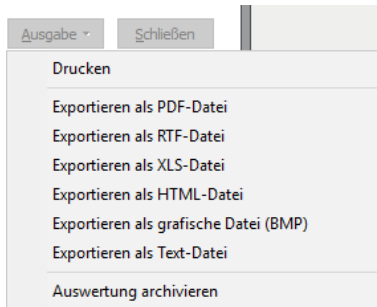 Ausgabe Schließen
Drucken
Exportieren als PDF-Datei
Exportieren als RTF-Datei
Exportieren als XLS-Datei
Exportieren als HTML-Datei
Exportieren als grafische Datei (BMP)
Exportieren als Text-Datei
Auswertung archivieren